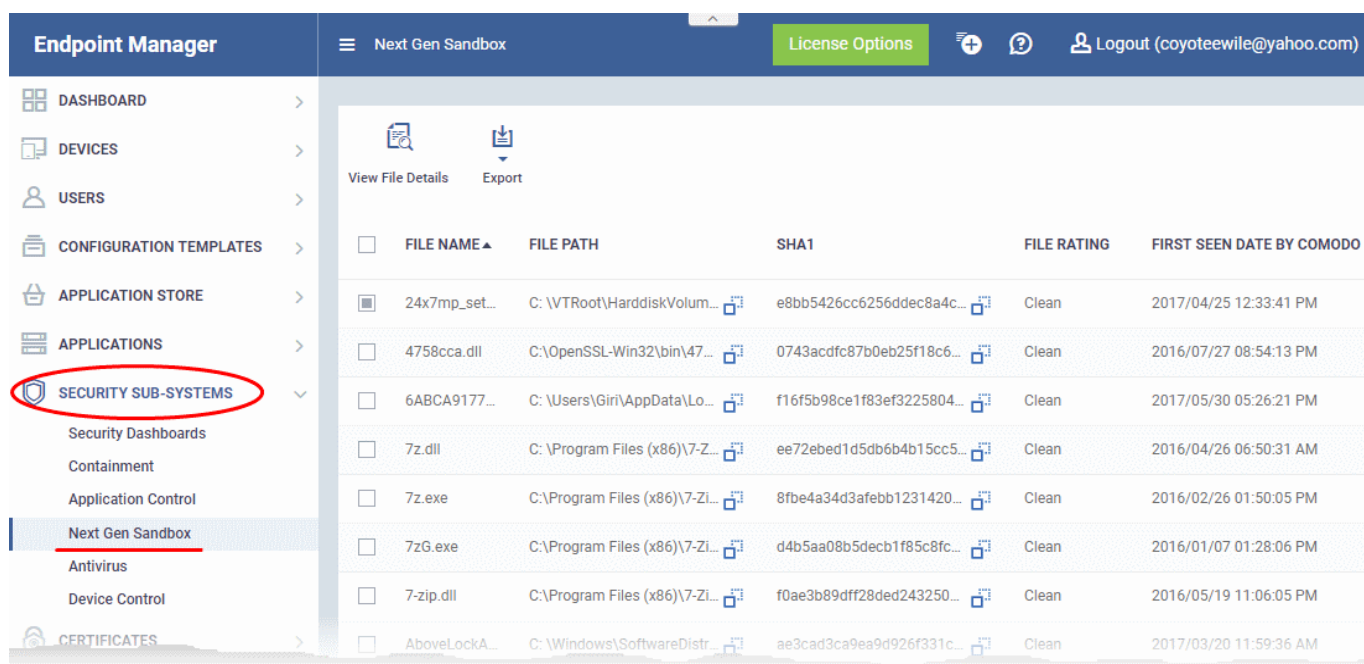 Endpoint Manager
Next Gen Sandbox
License Options
Logout (coyoteewile@yahoo.com)
DASHBOARD
DEVICES
USERS
CONFIGURATION TEMPLATES
APPLICATION STORE
APPLICATIONS
SECURITY SUB-SYSTEMS
Security Dashboards
Containment
Application Control
Next Gen Sandbox
Antivirus
Device Control
CERTIFICATES
View File Details Export
FILE NAME FILE PATH SHA1 FILE RATING FIRST SEEN DATE BY COMODO
24x7mp_set... C: \VTRoot\HarddiskVolum... e8bb5426cc6256ddec8a4c... Clean 2017/04/25 12:33:41 PM
4758cca.dll C:\OpenSSL-Win32\bin\47... 0743acdfc87b0eb25f18c6... Clean 2016/07/27 08:54:13 PM
6ABCA9177... C: \Users\Giri\AppData\Lo... f16f5b98ce1f83ef3225804... Clean 2017/05/30 05:26:21 PM
7z.dll C: \Program Files (x86)\7-Z... ee72ebed1d5db6b4b15cc5... Clean 2016/04/26 06:50:31 AM
7z.exe C:\Program Files (x86)\7-Zi... 8fbe4a34d3afebb1231420... Clean 2016/02/26 01:50:05 PM
7zG.exe C:\Program Files (x86)\7-Zi... d4b5aa08b5decb1f85c8fc... Clean 2016/01/07 01:28:06 PM
7-zip.dll C:\Program Files (x86)\7-Zi... f0ae3b89dff28ded243250... Clean 2016/05/19 11:06:05 PM
AboveLockA... C: \Windows\SoftwareDistr... ae3cad3ca9ea9d926f331c... Clean 2017/03/20 11:59:36 AM